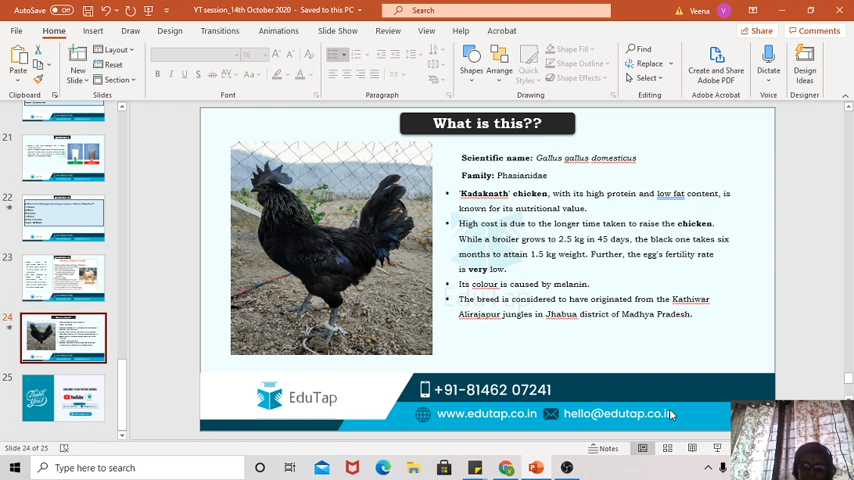 AutoSave Off YT session_14th October 2020 - Saved to this PC Search Veena
File Home Insert Draw Design Transitions Animations Slide Show Review View Help Acrobat Share Comments
Paste New Slide Layout Reset Section Shapes Arrange Quick Styles Shape Fill Shape Outline Shape Effects Find Replace Select Create and Share Adobe PDF Dictate Design Ideas
Clipboard Slides Font Paragraph Drawing Editing Adobe Acrobat Voice Designer
21
22
23
24
25
What is this??
Scientific name: Gallus gallus domesticus
Family: Phasianidae
'Kadaknath' chicken, with its high protein and low fat content, is
known for its nutritional value.
High cost is due to the longer time taken to raise the chicken.
While a broiler grows to 2.5 kg in 45 days, the black one takes six
months to attain 1.5 kg weight. Further, the egg's fertility rate
is very low.
Its colour is caused by melanin.
The breed is considered to have originated from the Kathiwar
Alirajapur jungles in Jhabua district of Madhya Pradesh.
EduTap
+91-81462 07241
www.edutap.co.in hello@edutap.co.in
Slide 24 of 25 Notes
Type here to search